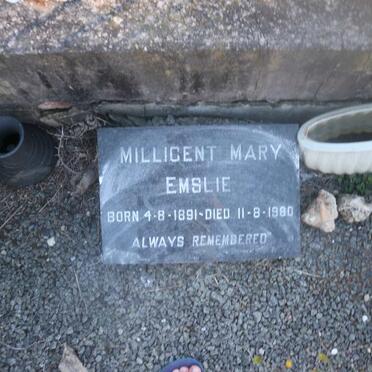 MILLICENT MARY
EMSLIE
BORN 4-8-1891-DIED 11-8-1980
ALWAYS REMEMBERED